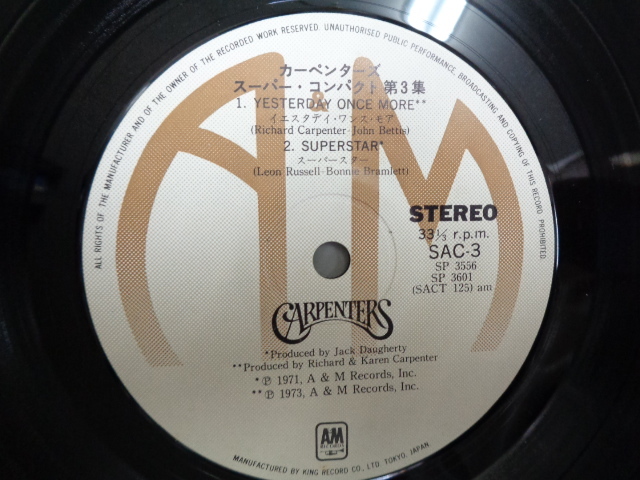 ALL RIGHTS OF THE MANUFACTURER AND OF THE OWNER OF THE RECORDED WORK RESERVED UNAUTHORISED PUBLIC PERFORMANCE, BROADCASTING AND COPYING OF THIS RECORD PROHIBITED
A&M
カーペンターズ
スーパー・コンパクト第3集
1. YESTERDAY ONCE MORE**
イエスタデイ・ワンス・モア
(Richard Carpenter-John Bettis)
2. SUPERSTAR*
スーパースター
(Leon Russell-Bonnie Bramlett)
STEREO
33⅓ r.p.m.
SAC-3
SP 3556
SP 3601
(SACT 125) am
CARPENTERS
*Produced by Jack Daugherty
**Produced by Richard & Karen Carpenter
*℗ 1971, A & M Records, Inc.
**℗ 1973, A & M Records, Inc.
A&M
RECORDS
MANUFACTURED BY KING RECORD CO., LTD. TOKYO, JAPAN.